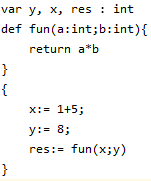 var y, x, res : int
def fun(a:int;b:int){
    return a*b
}
{
    x:= 1+5;
    y:= 8;
    res:= fun(x;y)
}